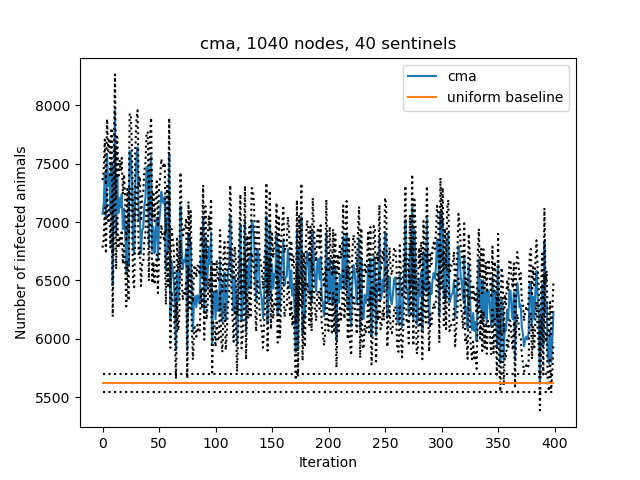 cma, 1040 nodes, 40 sentinels
cma
uniform baseline
Number of infected animals
8000
7500
7000
6500
6000
5500
0 50 100 150 200 250 300 350 400
Iteration